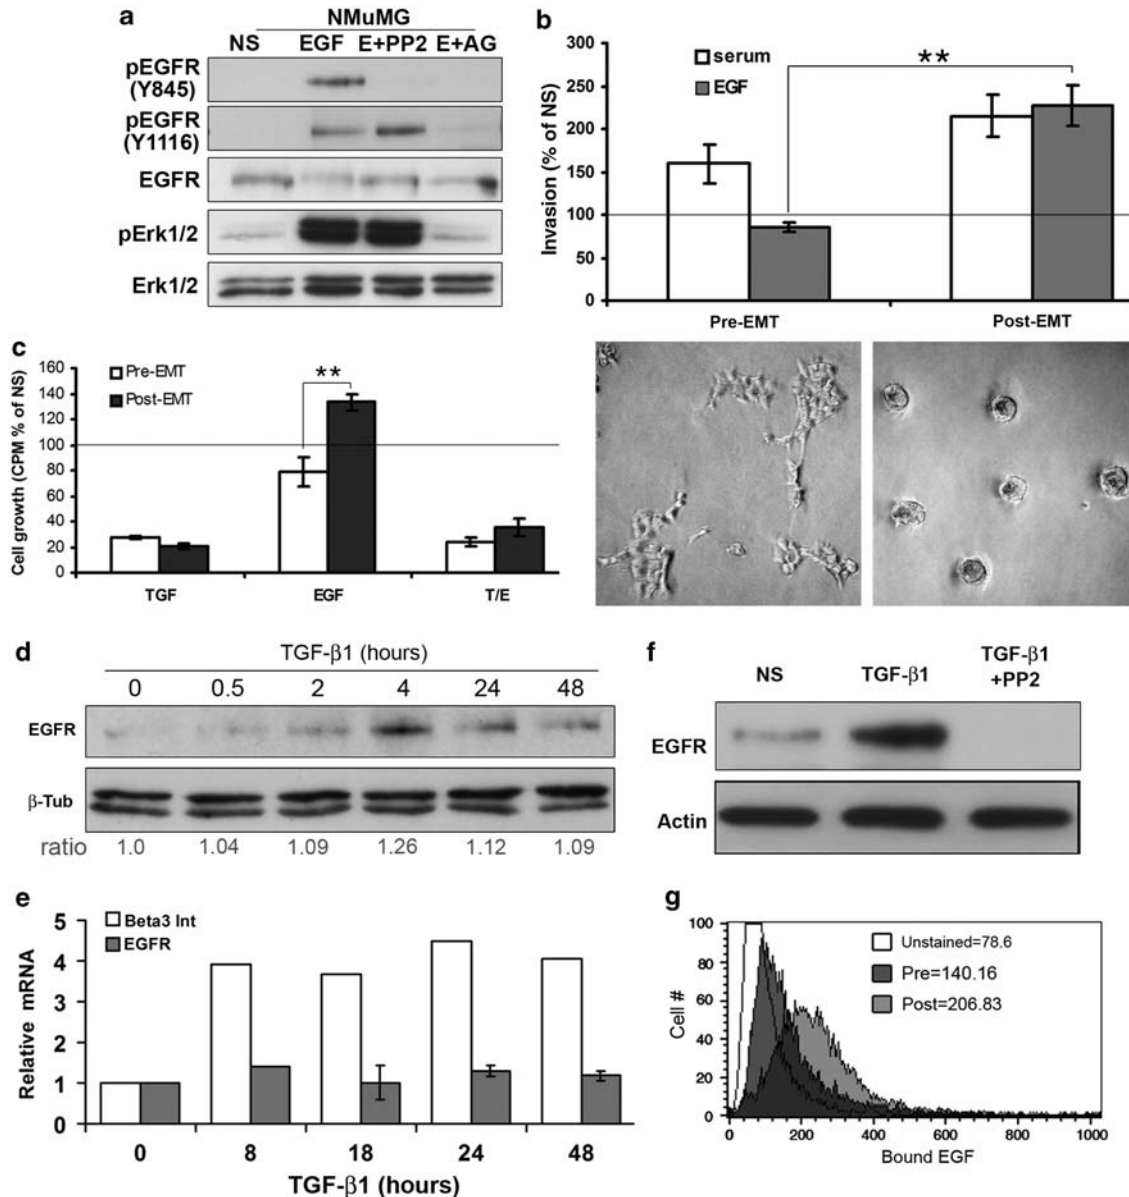 a
NMuMG
NS EGF E+PP2 E+AG
pEGFR
(Y845)
pEGFR
(Y1116)
EGFR
pErk1/2
Erk1/2
b
300
250
200
150
100
50
0
Invasion (% of NS)
serum
EGF
**
Pre-EMT Post-EMT
c
160
140
120
100
80
60
40
20
0
Cell growth (CPM % of NS)
Pre-EMT
Post-EMT
**
TGF EGF T/E
d
TGF-β1 (hours)
0 0.5 2 4 24 48
EGFR
β-Tub
ratio 1.0 1.04 1.09 1.26 1.12 1.09
f
NS TGF-β1 TGF-β1
+PP2
EGFR
Actin
e
5
4
3
2
1
0
Relative mRNA
Beta3 Int
EGFR
0 8 18 24 48
TGF-β1 (hours)
g
100
80
60
40
20
0
Cell #
Unstained=78.6
Pre=140.16
Post=206.83
0 200 400 600 800 1000
Bound EGF